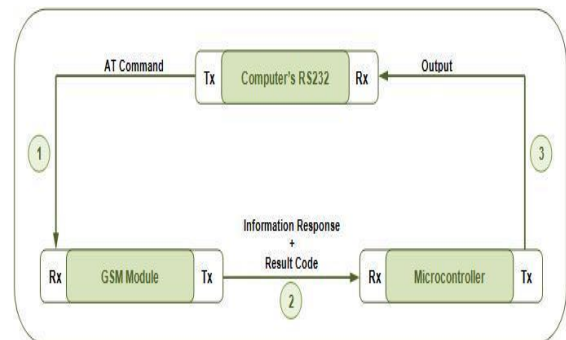 AT Command
Tx
Computer's RS232
Rx
Output
1
3
Information Response
+
Result Code
Rx
GSM Module
Tx
2
Rx
Microcontroller
Tx